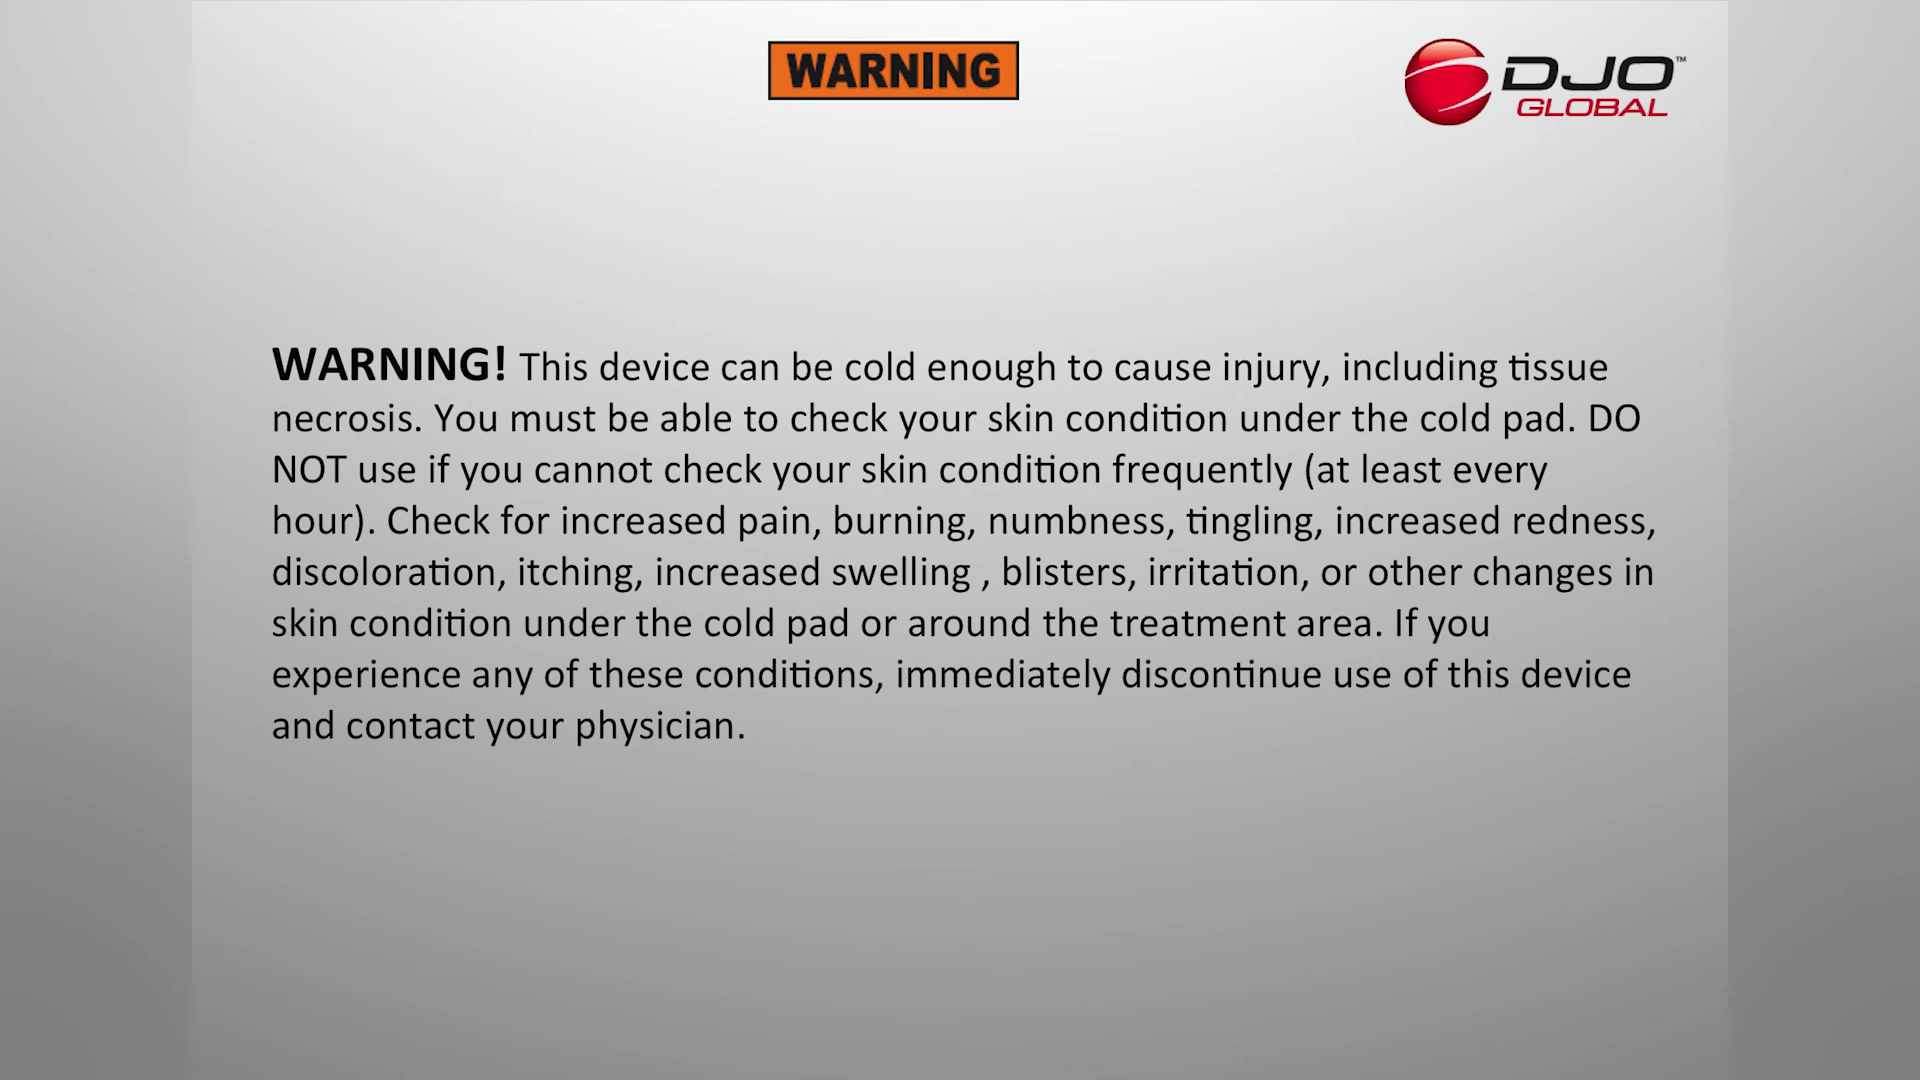 WARNING
DJO™
GLOBAL
WARNING! This device can be cold enough to cause injury, including tissue
necrosis. You must be able to check your skin condition under the cold pad. DO
NOT use if you cannot check your skin condition frequently (at least every
hour). Check for increased pain, burning, numbness, tingling, increased redness,
discoloration, itching, increased swelling , blisters, irritation, or other changes in
skin condition under the cold pad or around the treatment area. If you
experience any of these conditions, immediately discontinue use of this device
and contact your physician.